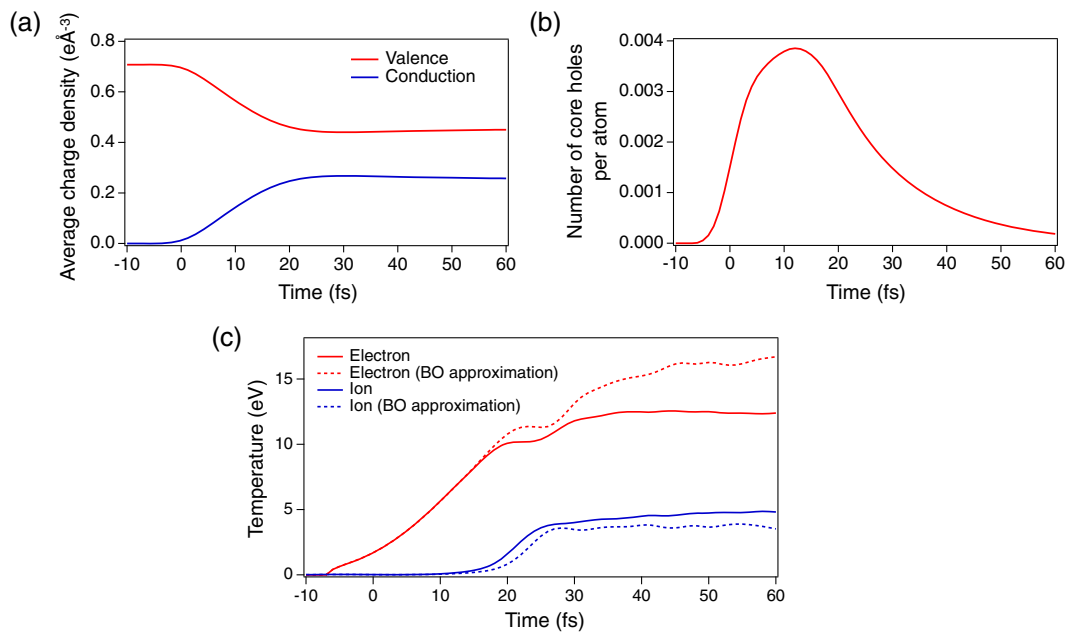 (a)
Average charge density (eÅ-3)
0.8
0.6
0.4
0.2
0.0
Valence
Conduction
-10 0 10 20 30 40 50 60
Time (fs)
(b)
Number of core holes
per atom
0.004
0.003
0.002
0.001
0.000
-10 0 10 20 30 40 50 60
Time (fs)
(c)
Temperature (eV)
15
10
5
0
Electron
Electron (BO approximation)
Ion
Ion (BO approximation)
-10 0 10 20 30 40 50 60
Time (fs)